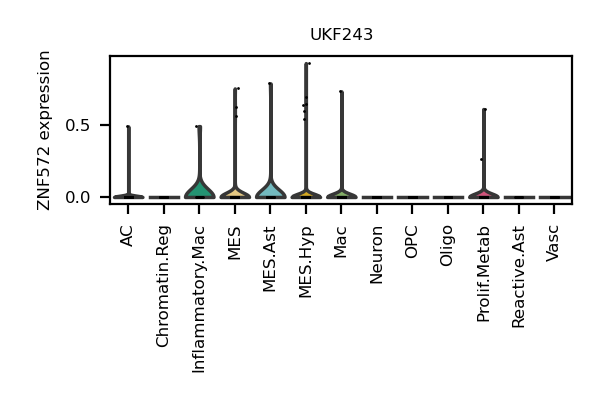 UKF243
ZNF572 expression
0.5
0.0
AC
Chromatin.Reg
Inflammatory.Mac
MES
MES.Ast
MES.Hyp
Mac
Neuron
OPC
Oligo
Prolif.Metab
Reactive.Ast
Vasc